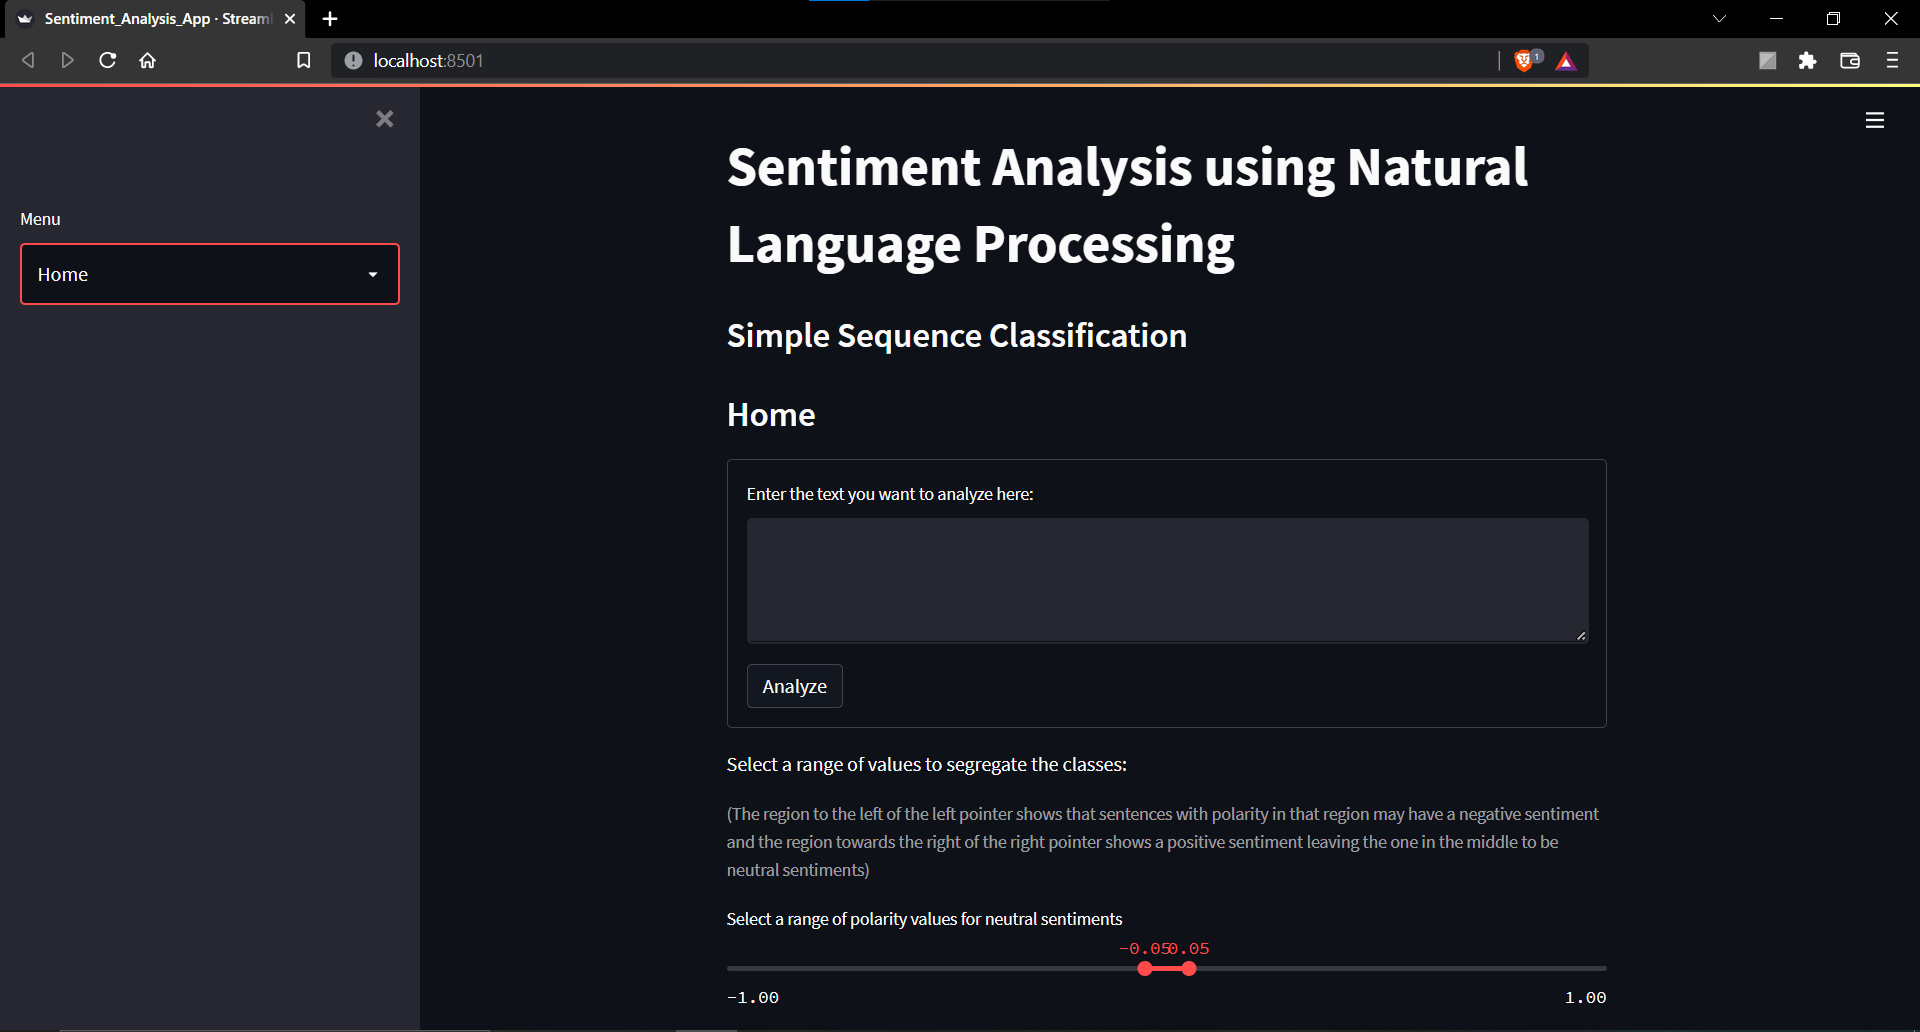 Sentiment_Analysis_App · Streaml
localhost:8501
1
Menu
Home
Sentiment Analysis using Natural
Language Processing
Simple Sequence Classification
Home
Enter the text you want to analyze here:
Analyze
Select a range of values to segregate the classes:
(The region to the left of the left pointer shows that sentences with polarity in that region may have a negative sentiment
and the region towards the right of the right pointer shows a positive sentiment leaving the one in the middle to be
neutral sentiments)
Select a range of polarity values for neutral sentiments
-0.05 0.05
-1.00 1.00